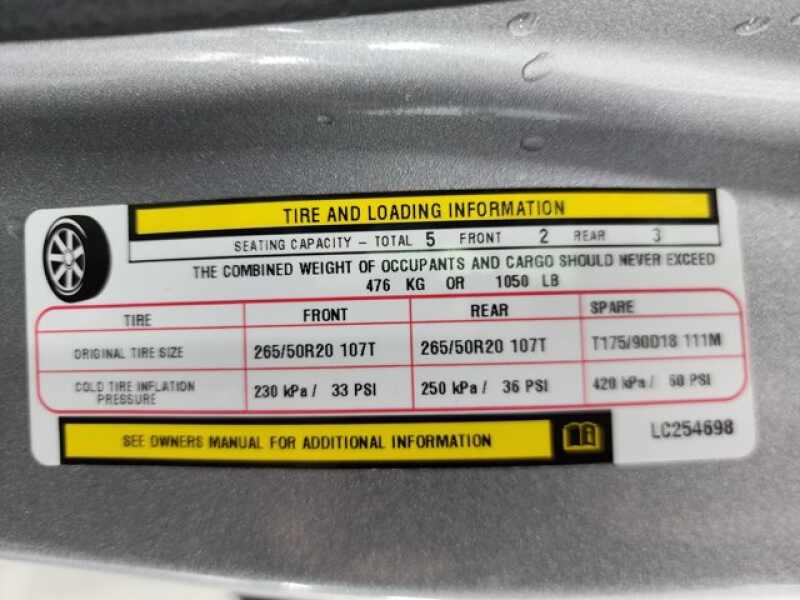 TIRE AND LOADING INFORMATION
SEATING CAPACITY - TOTAL 5 FRONT 2 REAR 3
THE COMBINED WEIGHT OF OCCUPANTS AND CARGO SHOULD NEVER EXCEED
476 KG OR 1050 LB
TIRE FRONT REAR SPARE
ORIGINAL TIRE SIZE 265/50R20 107T 265/50R20 107T T175/90D18 111M
COLD TIRE INFLATION PRESSURE 230 kPa / 33 PSI 250 kPa / 36 PSI 420 kPa / 60 PSI
SEE OWNERS MANUAL FOR ADDITIONAL INFORMATION
LC254698